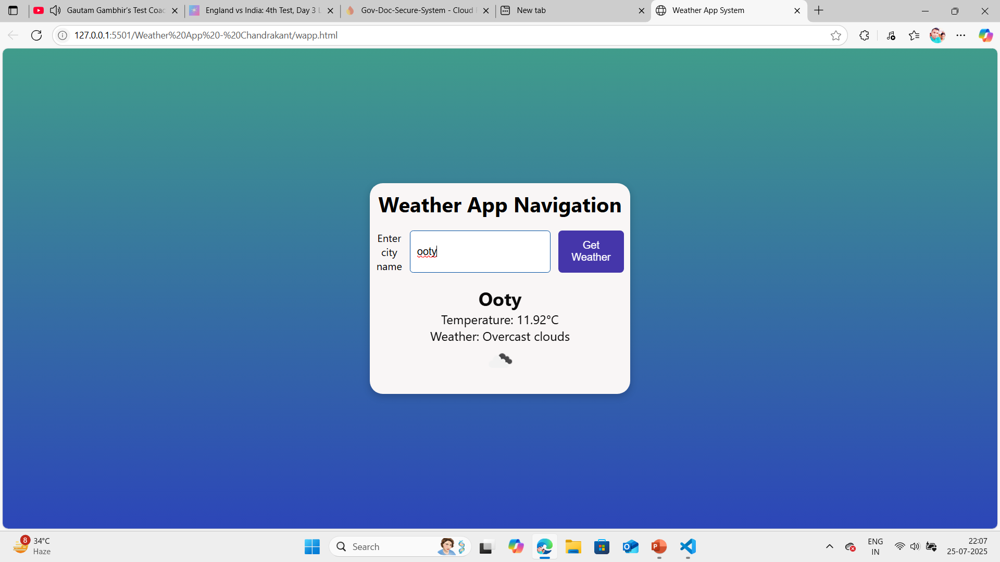 Gautam Gambhir's Test Coac
England vs India: 4th Test, Day 3 L
Gov-Doc-Secure-System - Cloud
New tab
Weather App System
127.0.0.1:5501/Weather%20App%20-%20Chandrakant/wapp.html
Weather App Navigation
Enter
city
name
ooty
Get
Weather
Ooty
Temperature: 11.92°C
Weather: Overcast clouds
8
34°C
Haze
Search
ENG
IN
22:07
25-07-2025